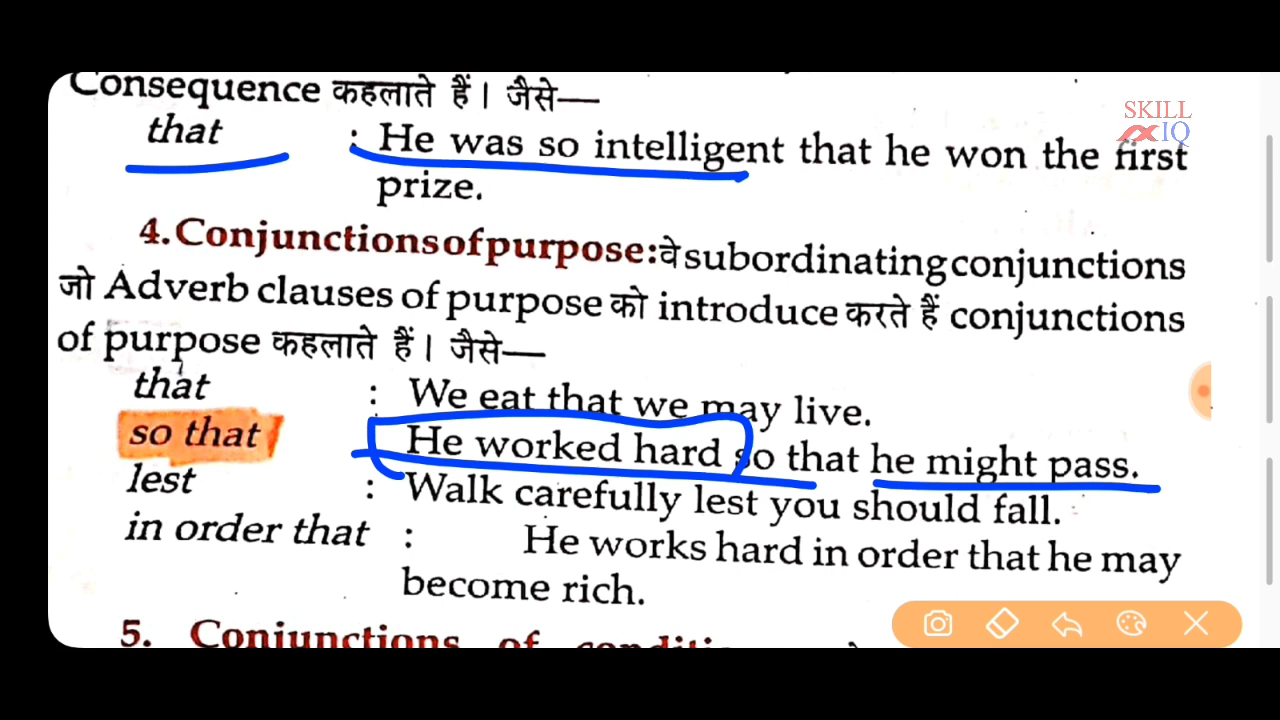 Consequence कहलाते हैं। जैसे—
SKILL
IQ
that : He was so intelligent that he won the first
prize.
4. Conjunctions of purpose: वे subordinating conjunctions
जो Adverb clauses of purpose को introduce करते हैं conjunctions
of purpose कहलाते हैं। जैसे—
that : We eat that we may live.
so that He worked hard so that he might pass.
lest : Walk carefully lest you should fall.
in order that : He works hard in order that he may
become rich.
5. Conjunctions of